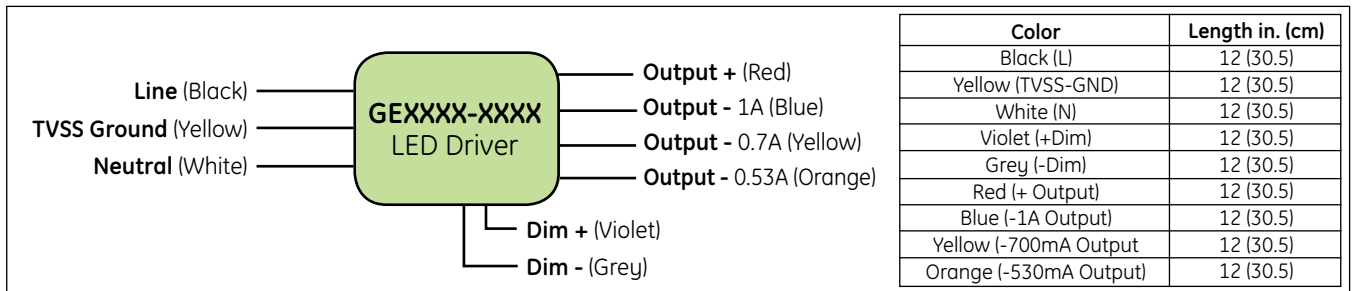 Line (Black)
TVSS Ground (Yellow)
Neutral (White)
GEXXXX-XXXX
LED Driver
Output + (Red)
Output - 1A (Blue)
Output - 0.7A (Yellow)
Output - 0.53A (Orange)
Dim + (Violet)
Dim - (Grey)
Color Length in. (cm)
Black (L) 12 (30.5)
Yellow (TVSS-GND) 12 (30.5)
White (N) 12 (30.5)
Violet (+Dim) 12 (30.5)
Grey (-Dim) 12 (30.5)
Red (+ Output) 12 (30.5)
Blue (-1A Output) 12 (30.5)
Yellow (-700mA Output 12 (30.5)
Orange (-530mA Output) 12 (30.5)